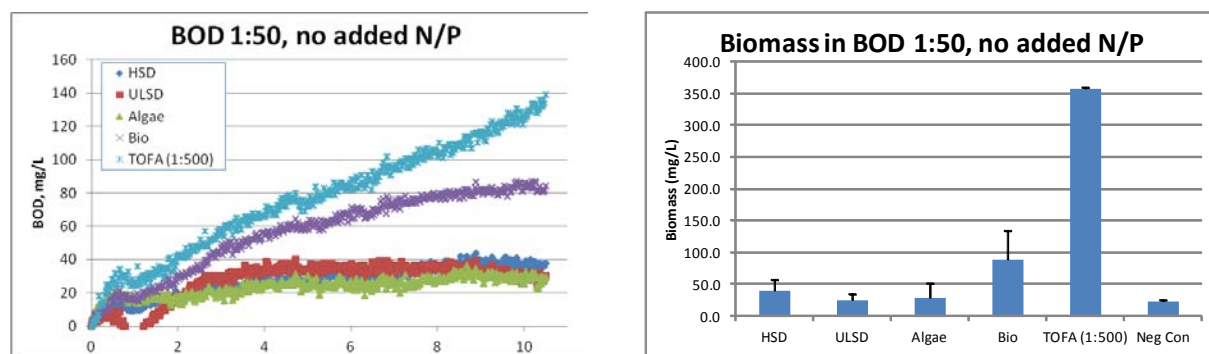 BOD 1:50, no added N/P
BOD, mg/L
160
140
120
100
80
60
40
20
0
HSD
ULSD
Algae
Bio
TOFA (1:500)
0 2 4 6 8 10
Biomass in BOD 1:50, no added N/P
Biomass (mg/L)
400.0
350.0
300.0
250.0
200.0
150.0
100.0
50.0
0.0
HSD ULSD Algae Bio TOFA (1:500) Neg Con